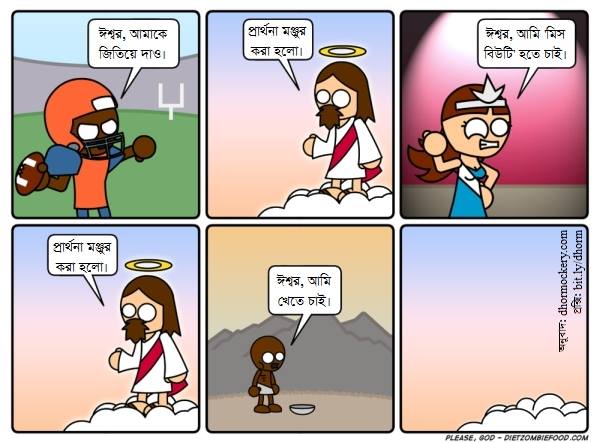 ঈশ্বর, আমাকে
জিতিয়ে দাও।
প্রার্থনা মঞ্জুর
করা হলো।
ঈশ্বর, আমি 'মিস
বিউটি' হতে চাই।
প্রার্থনা মঞ্জুর
করা হলো।
ঈশ্বর, আমি
খেতে চাই।
অনুবাদ: dhormockery.com
প্রক্সি: bit.ly/dhorm
PLEASE, GOD - DIETZOMBIEFOOD.COM